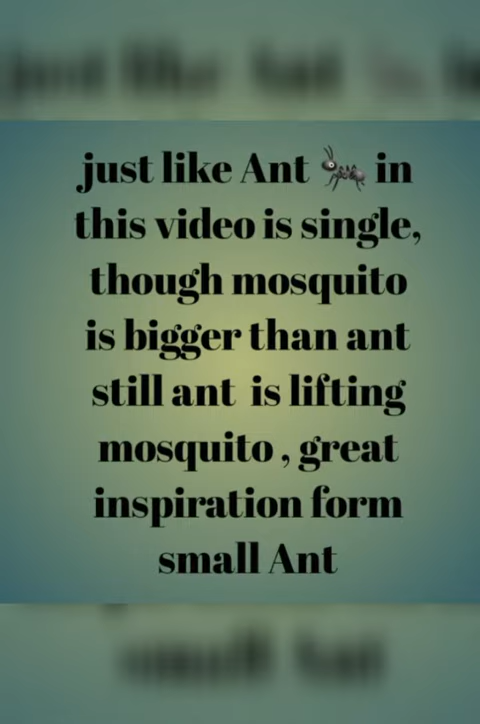 just like Ant 🐜 in
this video is single,
though mosquito
is bigger than ant
still ant is lifting
mosquito , great
inspiration form
small Ant